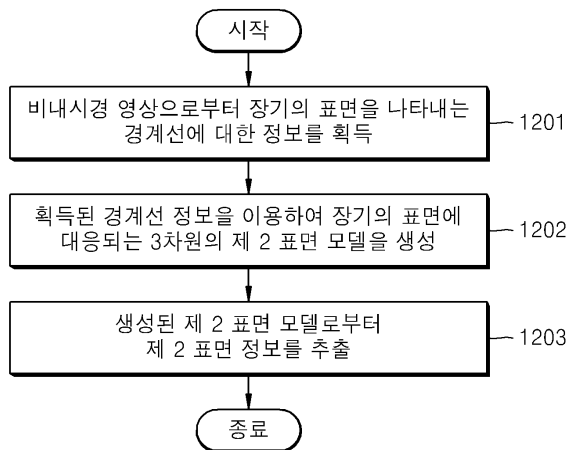 시작
비내시경 영상으로부터 장기의 표면을 나타내는
경계선에 대한 정보를 획득
1201
획득된 경계선 정보을 이용하여 장기의 표면에
대응되는 3차원의 제 2 표면 모델을 생성
1202
생성된 제 2 표면 모델로부터
제 2 표면 정보를 추출
1203
종료